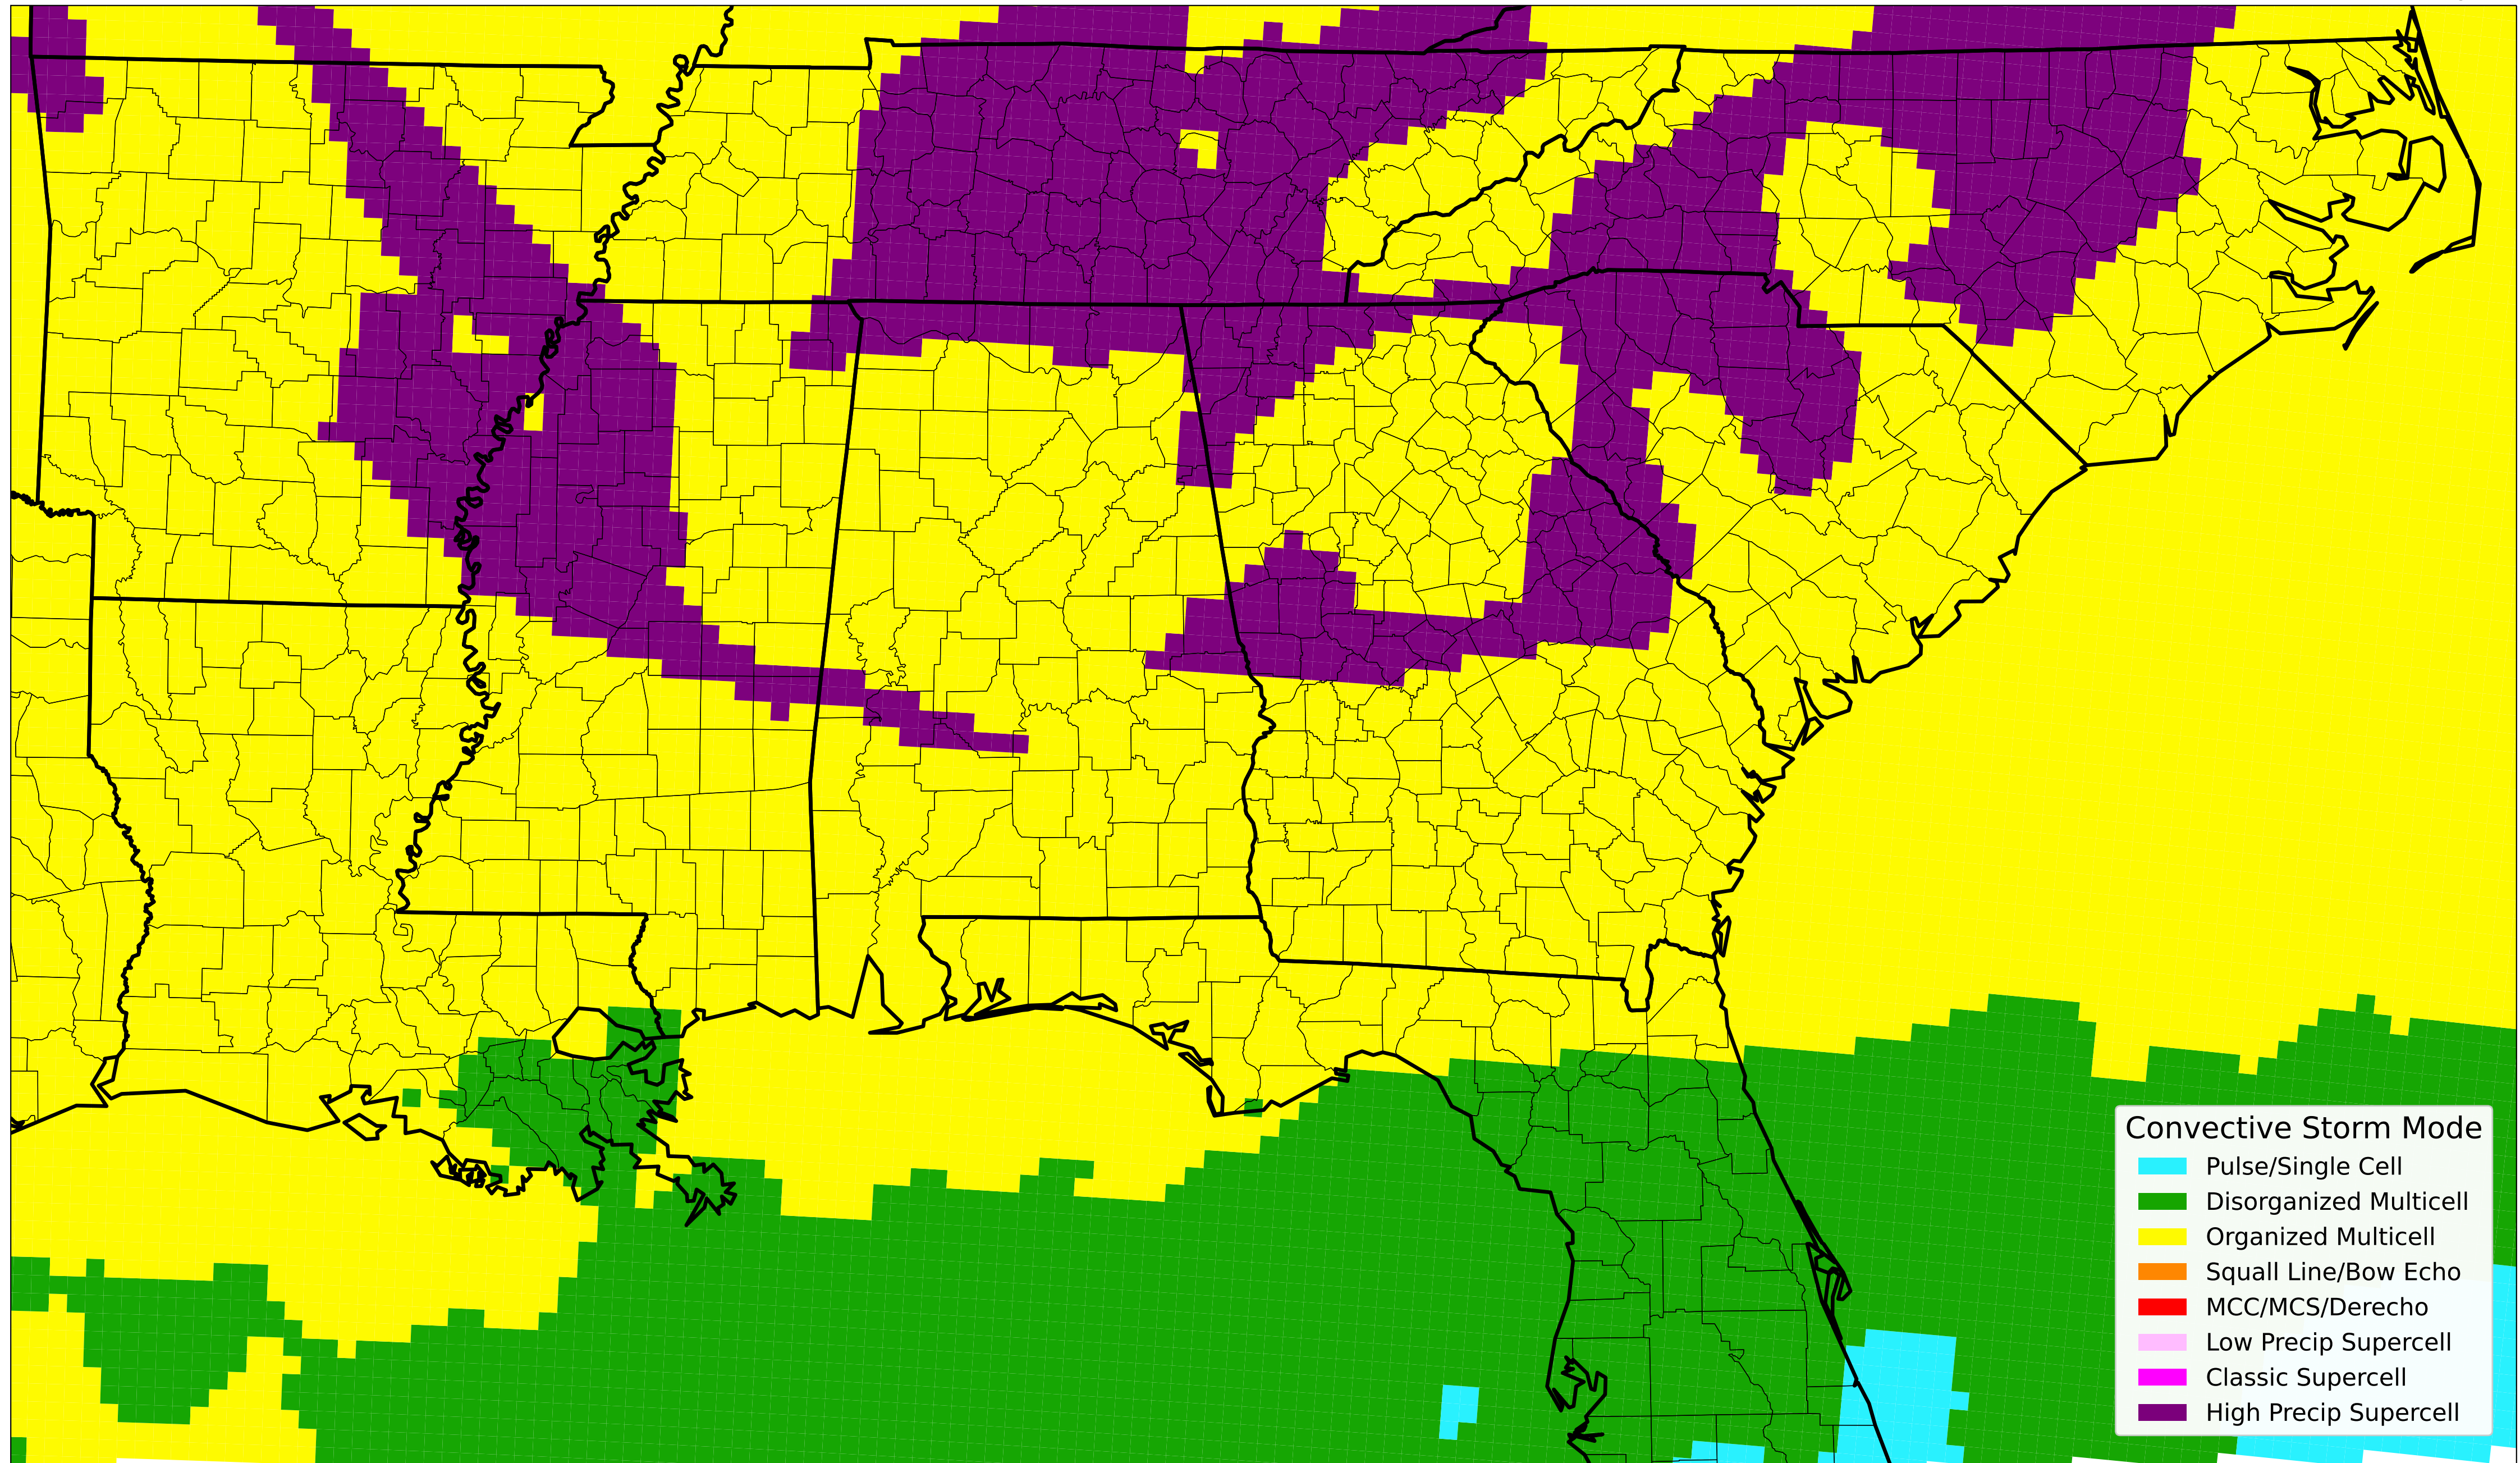 Convective Storm Mode
Pulse/Single Cell
Disorganized Multicell
Organized Multicell
Squall Line/Bow Echo
MCC/MCS/Derecho
Low Precip Supercell
Classic Supercell
High Precip Supercell